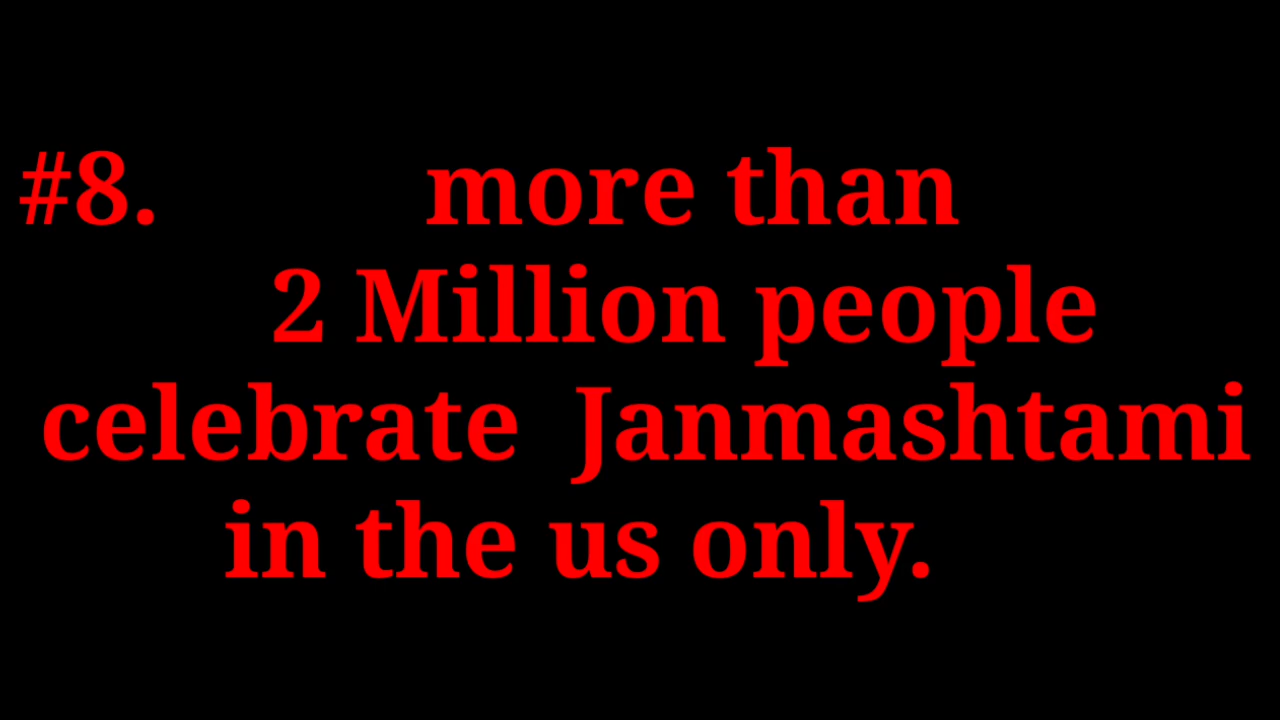 #8. more than
2 Million people
celebrate Janmashtami
in the us only.